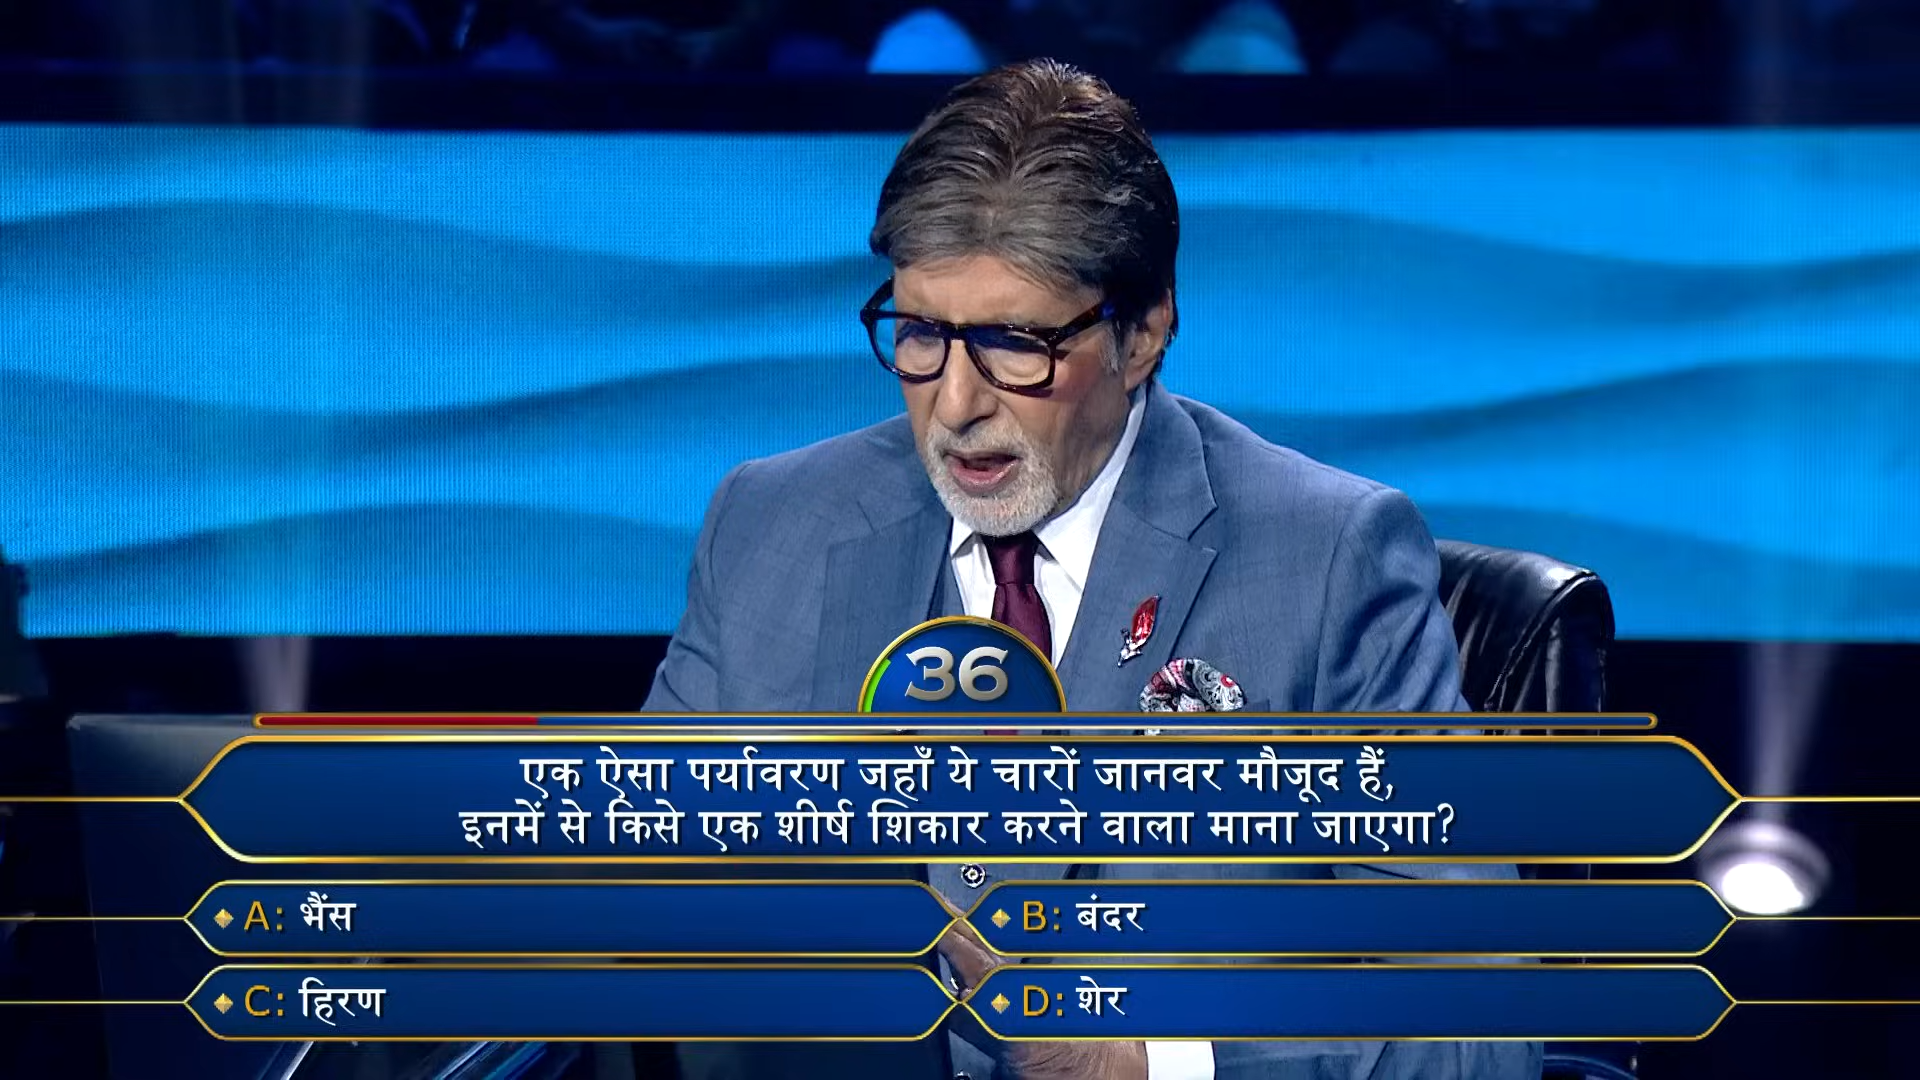 36
एक ऐसा पर्यावरण जहाँ ये चारों जानवर मौजूद हैं,
इनमें से किसे एक शीर्ष शिकार करने वाला माना जाएगा?
A: भैंस
B: बंदर
C: हिरण
D: शेर